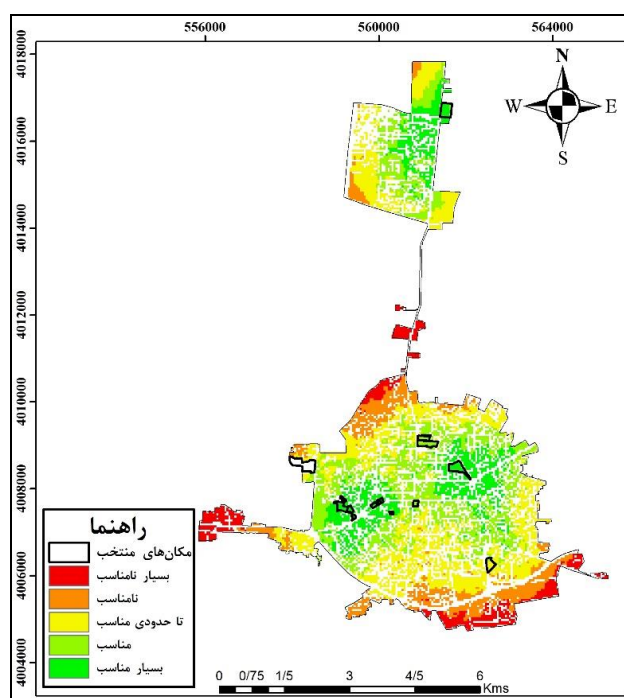 556000 560000 564000
4018000
4016000
4014000
4012000
4010000
4008000
4006000
4004000
N
W E
S
راهنما
مکان‌های منتخب
بسیار نامناسب
نامناسب
تا حدودی مناسب
مناسب
بسیار مناسب
0 0/75 1/5 3 4/5 6
Kms